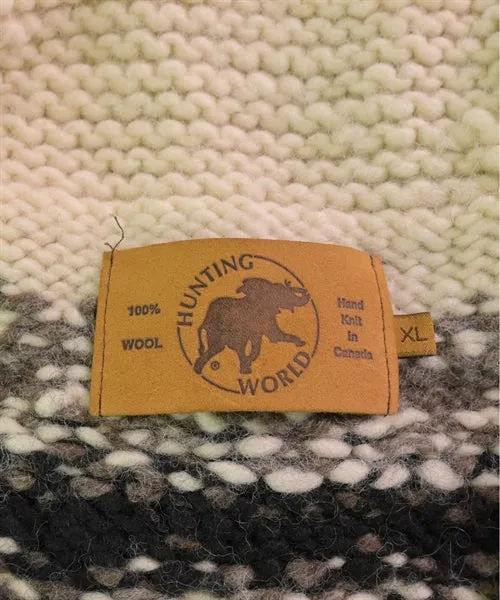 100%
WOOL
HUNTING
WORLD
®
Hand
Knit
in
Canada
XL